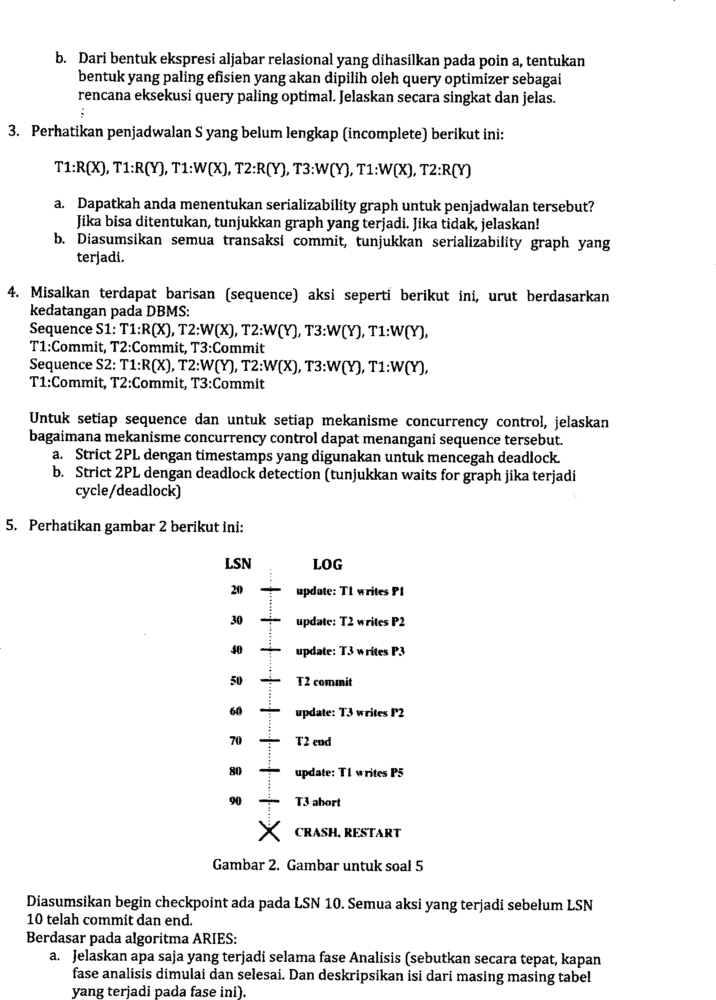 b. Dari bentuk ekspresi aljabar relasional yang dihasilkan pada poin a, tentukan
bentuk yang paling efisien yang akan dipilih oleh query optimizer sebagai
rencana eksekusi query paling optimal. Jelaskan secara singkat dan jelas.
3. Perhatikan penjadwalan S yang belum lengkap (incomplete) berikut ini:
T1:R(X), T1:R(Y), T1:W(X), T2:R(Y), T3:W(Y), T1:W(X), T2:R(Y)
a. Dapatkah anda menentukan serializability graph untuk penjadwalan tersebut?
Jika bisa ditentukan, tunjukkan graph yang terjadi. Jika tidak, jelaskan!
b. Diasumsikan semua transaksi commit, tunjukkan serializability graph yang
terjadi.
4. Misalkan terdapat barisan (sequence) aksi seperti berikut ini, urut berdasarkan
kedatangan pada DBMS:
Sequence S1: T1:R(X), T2:W(X), T2:W(Y), T3:W(Y), T1:W(Y),
T1:Commit, T2:Commit, T3:Commit
Sequence S2: T1:R(X), T2:W(Y), T2:W(X), T3:W(Y), T1:W(Y),
T1:Commit, T2:Commit, T3:Commit
Untuk setiap sequence dan untuk setiap mekanisme concurrency control, jelaskan
bagaimana mekanisme concurrency control dapat menangani sequence tersebut.
a. Strict 2PL dengan timestamps yang digunakan untuk mencegah deadlock.
b. Strict 2PL dengan deadlock detection (tunjukkan waits for graph jika terjadi
cycle/deadlock)
5. Perhatikan gambar 2 berikut ini:
LSN LOG
20 update: T1 writes P1
30 update: T2 writes P2
40 update: T3 writes P3
50 T2 commit
60 update: T3 writes P2
70 T2 end
80 update: T1 writes P5
90 T3 abort
CRASH, RESTART
Gambar 2. Gambar untuk soal 5
Diasumsikan begin checkpoint ada pada LSN 10. Semua aksi yang terjadi sebelum LSN
10 telah commit dan end.
Berdasar pada algoritma ARIES:
a. Jelaskan apa saja yang terjadi selama fase Analisis (sebutkan secara tepat, kapan
fase analisis dimulai dan selesai. Dan deskripsikan isi dari masing masing tabel
yang terjadi pada fase ini).